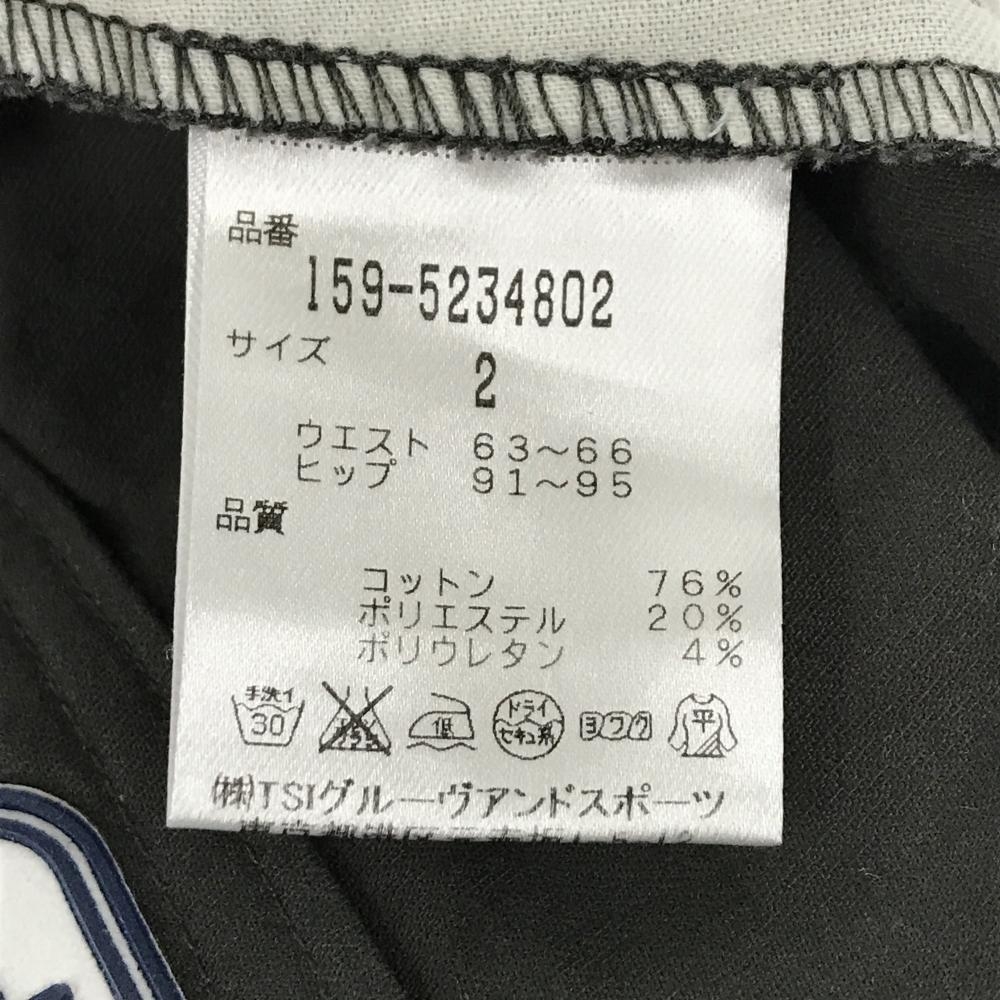 品番
159-5234802
サイズ
2
ウエスト 63～66
ヒップ 91～95
品質
コットン 76%
ポリエステル 20%
ポリウレタン 4%
手洗イ 30 低 ドライ セキユ系 ヨワク 平
㈱TSIグルーヴアンドスポーツ